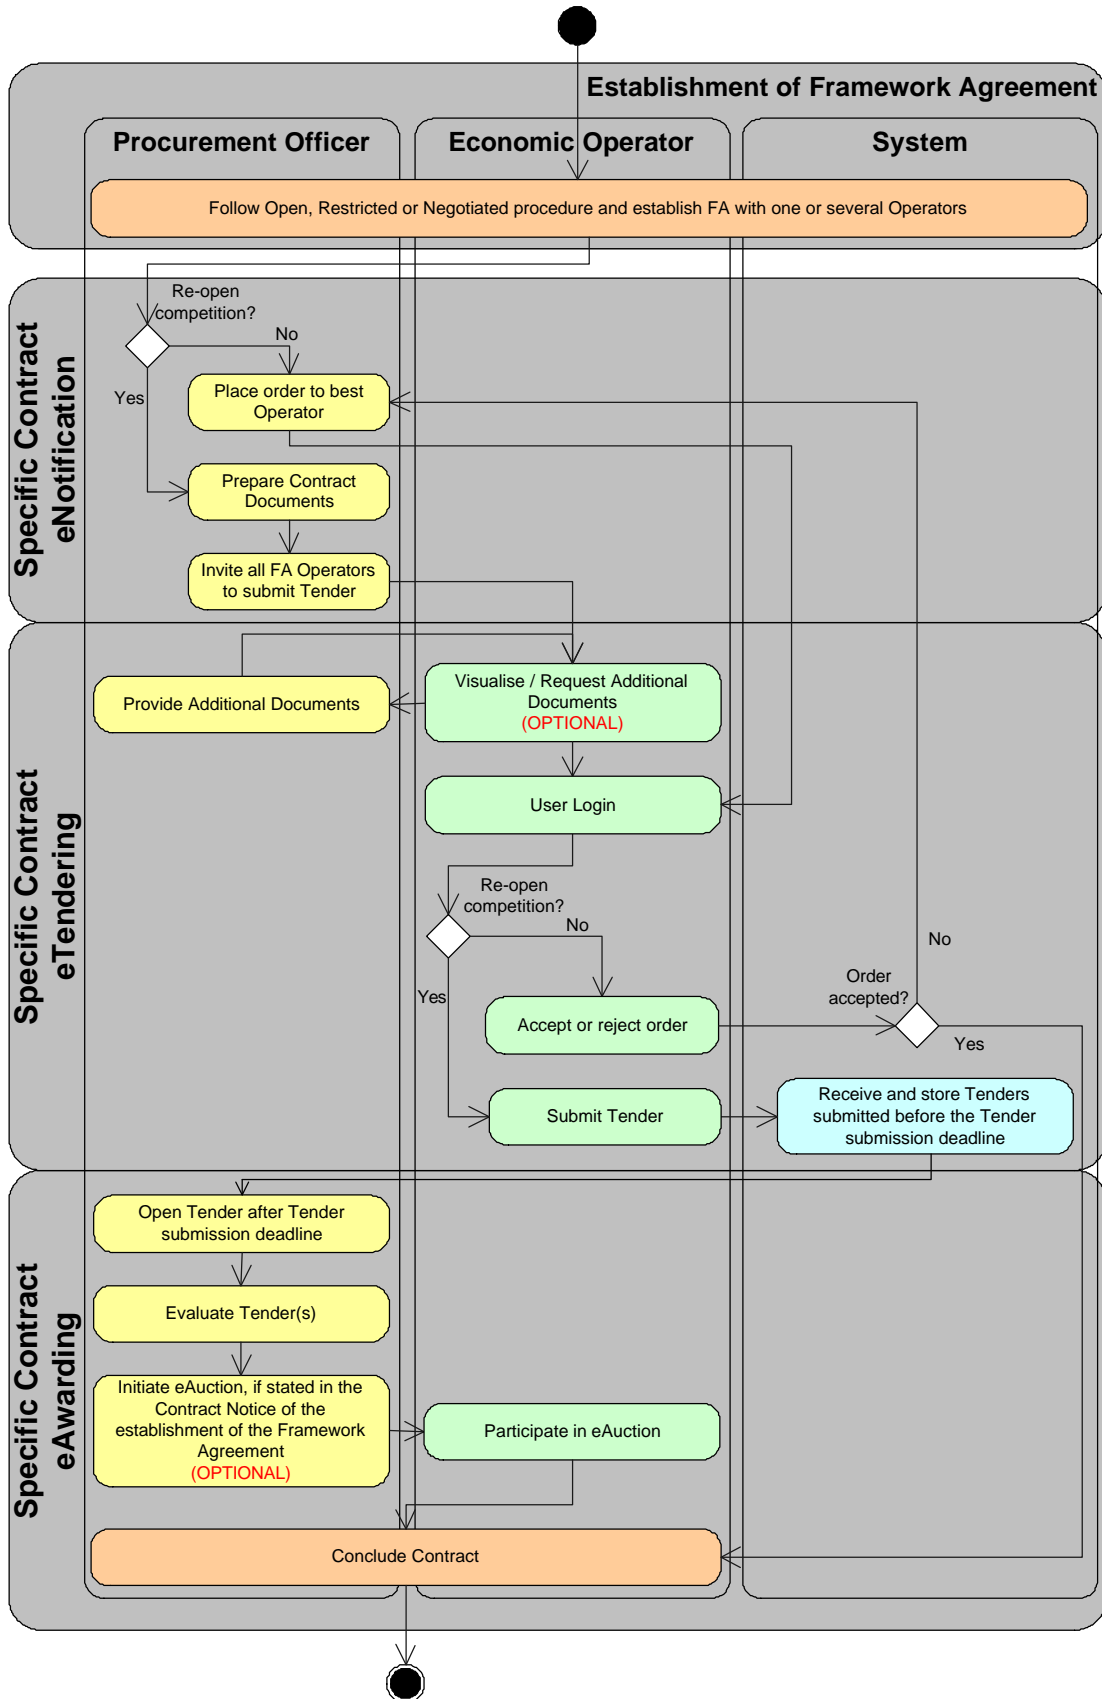 Establishment of Framework Agreement
Procurement Officer
Economic Operator
System
Follow Open, Restricted or Negotiated procedure and establish FA with one or several Operators
Specific Contract
eNotification
Re-open
competition?
No
Yes
Place order to best
Operator
Prepare Contract
Documents
Invite all FA Operators
to submit Tender
Specific Contract
eTendering
Provide Additional Documents
Visualise / Request Additional
Documents
(OPTIONAL)
User Login
Re-open
competition?
No
Yes
Accept or reject order
Order
accepted?
No
Yes
Submit Tender
Receive and store Tenders
submitted before the Tender
submission deadline
Specific Contract
eAwarding
Open Tender after Tender
submission deadline
Evaluate Tender(s)
Initiate eAuction, if stated in the
Contract Notice of the
establishment of the Framework
Agreement
(OPTIONAL)
Participate in eAuction
Conclude Contract